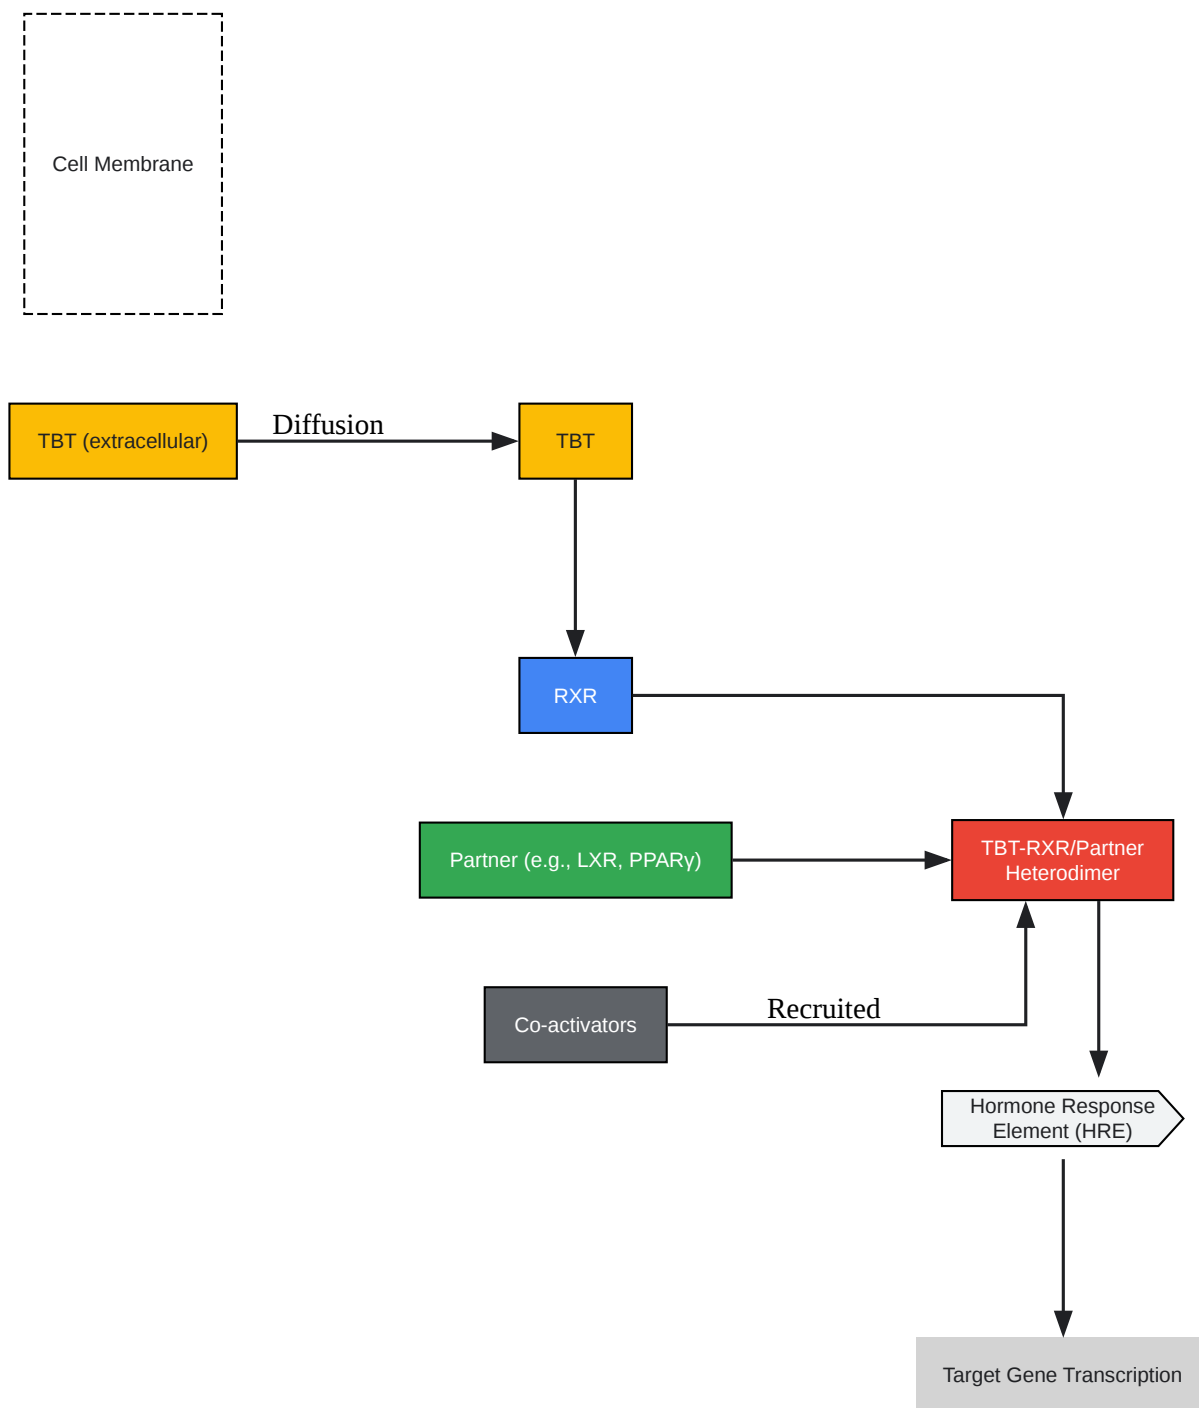 Cell Membrane
TBT (extracellular)
Diffusion
TBT
RXR
Partner (e.g., LXR, PPARγ)
TBT-RXR/Partner
Heterodimer
Co-activators
Recruited
Hormone Response
Element (HRE)
Target Gene Transcription